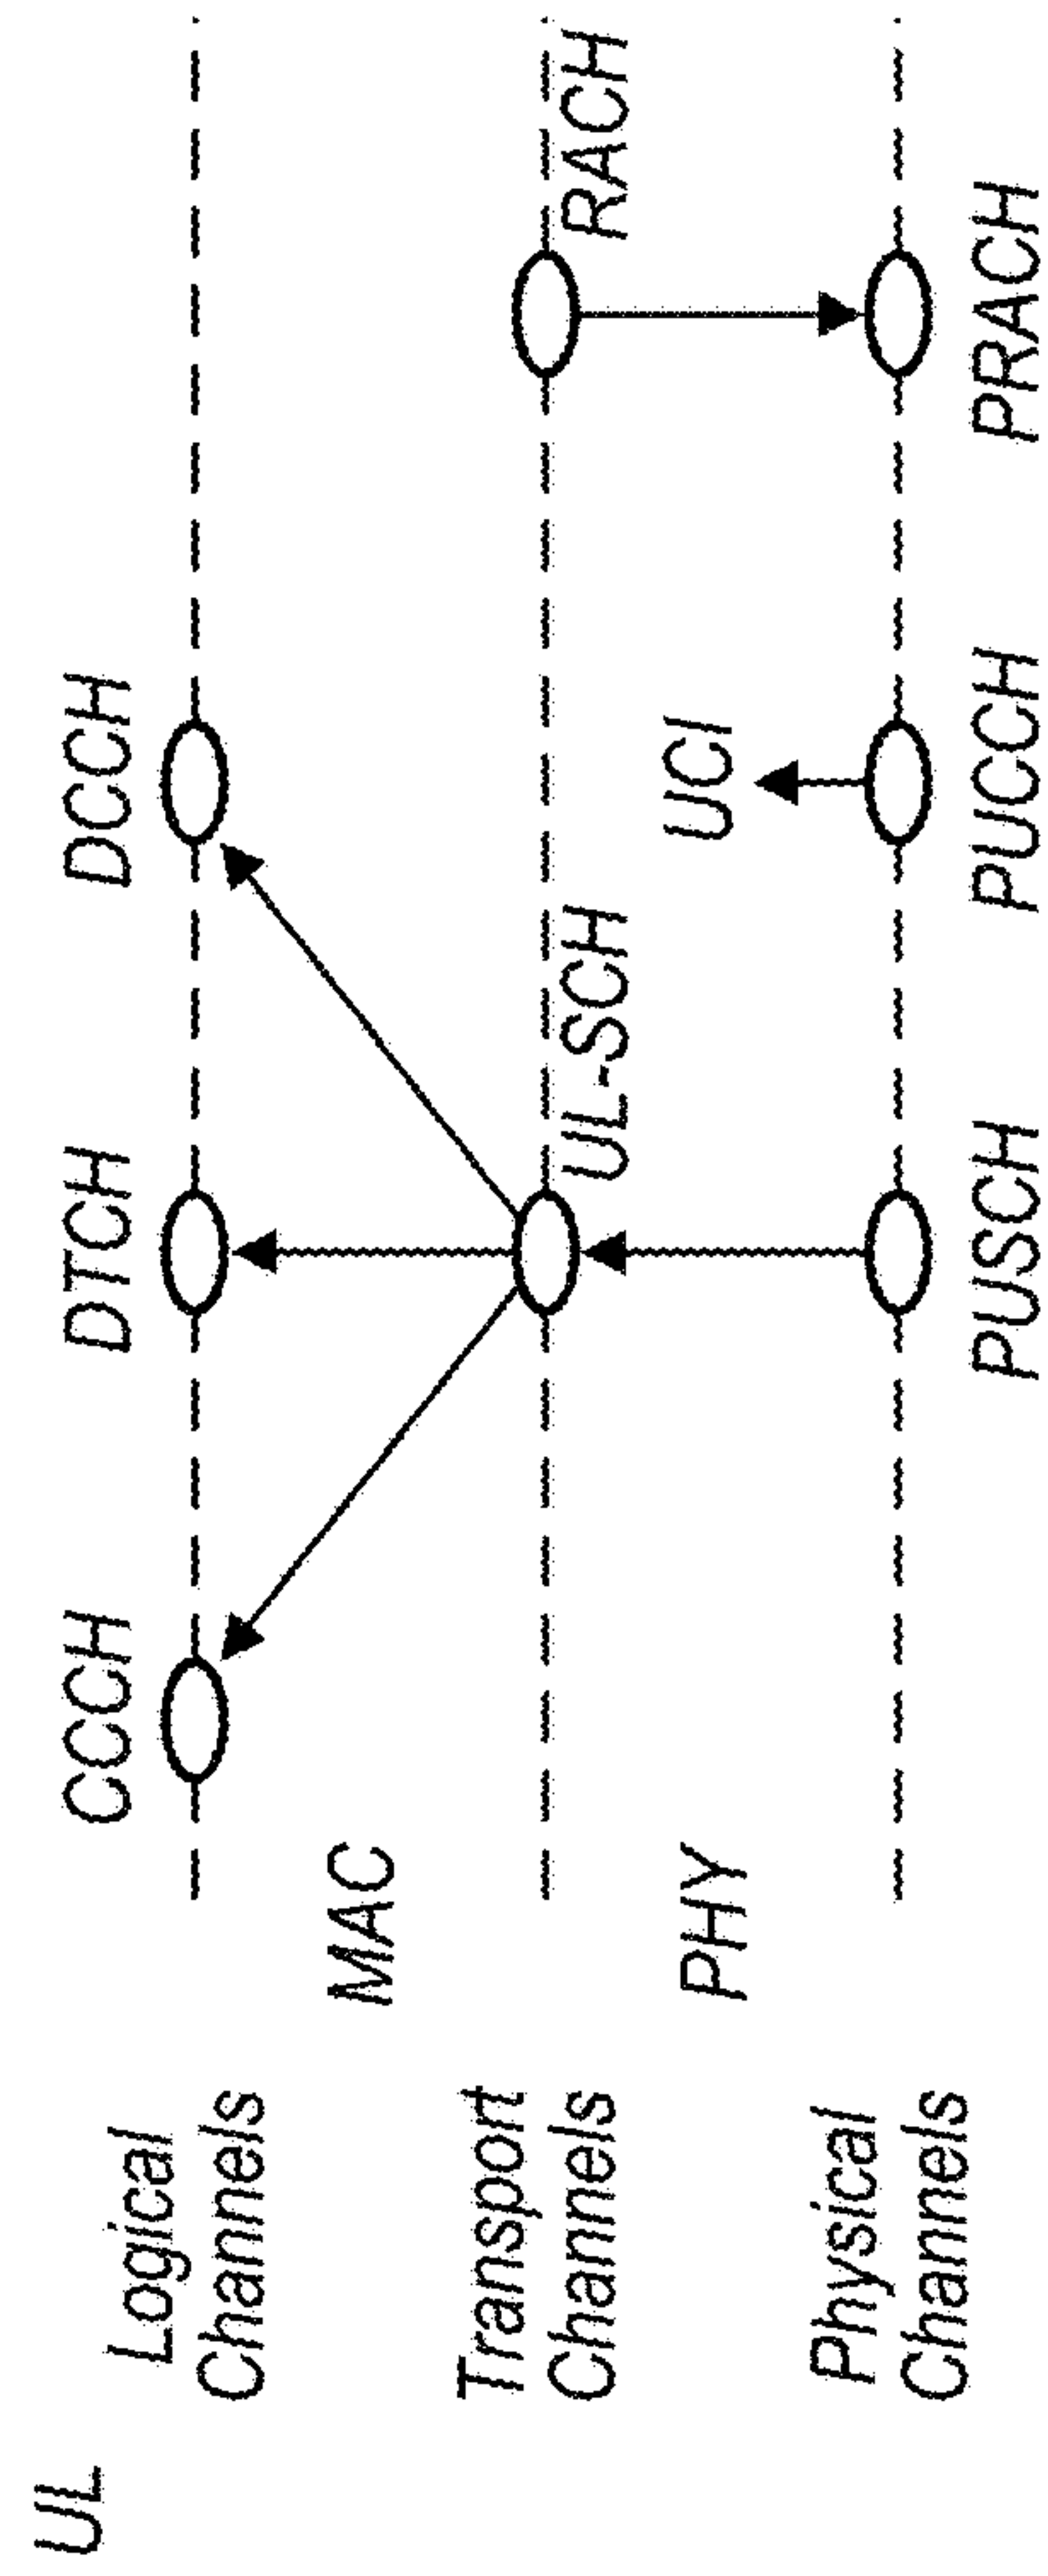 UL
Logical
Channels
CCCH
DTCH
DCCH
MAC
Transport
Channels
UL-SCH
RACH
PHY
UCI
Physical
Channels
PUSCH
PUCCH
PRACH